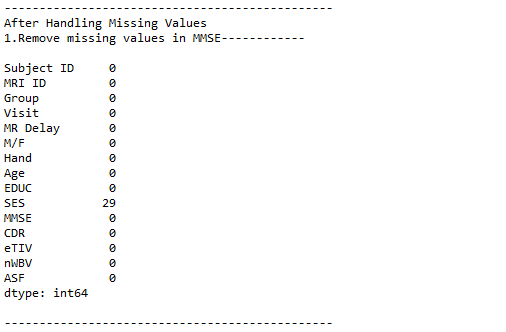 -----------------------------------------------
After Handling Missing Values
1.Remove missing values in MMSE------------
Subject ID     0
MRI ID         0
Group          0
Visit          0
MR Delay       0
M/F            0
Hand           0
Age            0
EDUC           0
SES           29
MMSE           0
CDR            0
eTIV           0
nWBV           0
ASF            0
dtype: int64
-----------------------------------------------